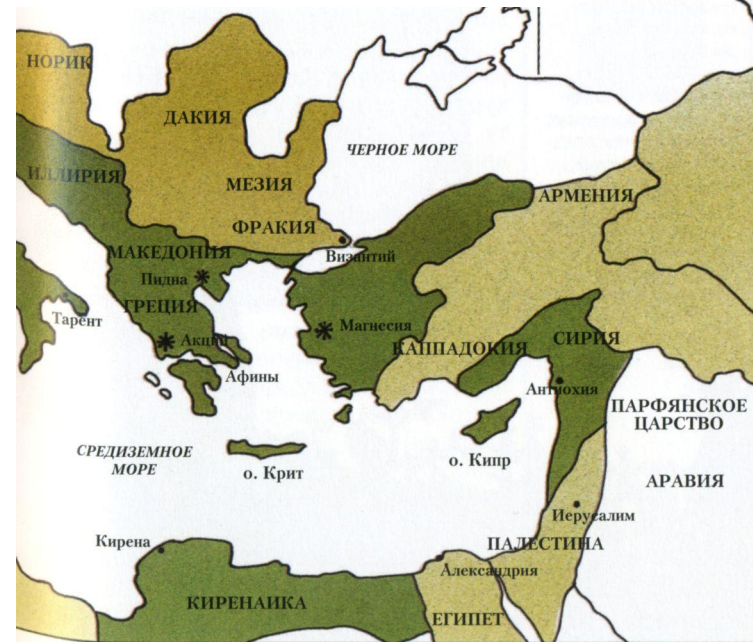 НОРИК
ДАКИЯ
ЧЕРНОЕ МОРЕ
ИЛЛИРИЯ
МЕЗИЯ
АРМЕНИЯ
ФРАКИЯ
Византий
МАКЕДОНИЯ
Пидна
ГРЕЦИЯ
Тарент
Акций
Магнесия
КАППАДОКИЯ
СИРИЯ
Афины
Антиохия
ПАРФЯНСКОЕ
ЦАРСТВО
СРЕДИЗЕМНОЕ
МОРЕ
о. Крит
о. Кипр
АРАВИЯ
Иерусалим
Кирена
ПАЛЕСТИНА
Александрия
КИРЕНАИКА
ЕГИПЕТ